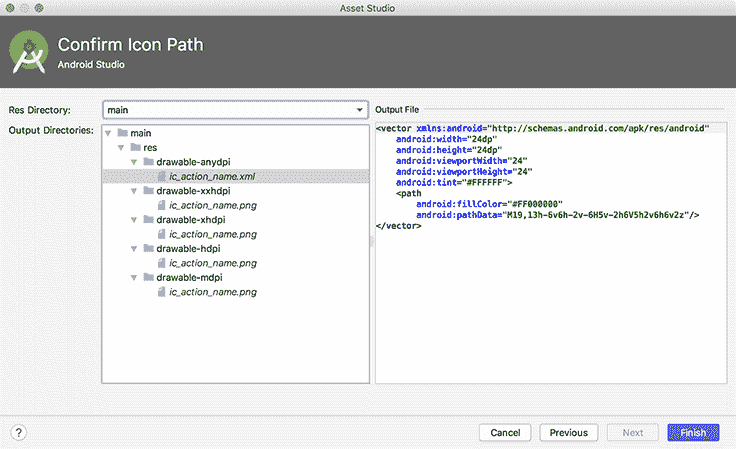 Asset Studio
Confirm Icon Path
Android Studio
Res Directory:
main
Output File
Output Directories:
main
res
drawable-anydpi
ic_action_name.xml
drawable-xxhdpi
ic_action_name.png
drawable-xhdpi
ic_action_name.png
drawable-hdpi
ic_action_name.png
drawable-mdpi
ic_action_name.png
<vector xmlns:android="http://schemas.android.com/apk/res/android"
android:width="24dp"
android:height="24dp"
android:viewportWidth="24"
android:viewportHeight="24"
android:tint="#FFFFFF">
<path
android:fillColor="#FF000000"
android:pathData="M19,13h-6v6h-2v-6H5v-2h6V5h2v6h6v2z"/>
</vector>
?
Cancel
Previous
Next
Finish